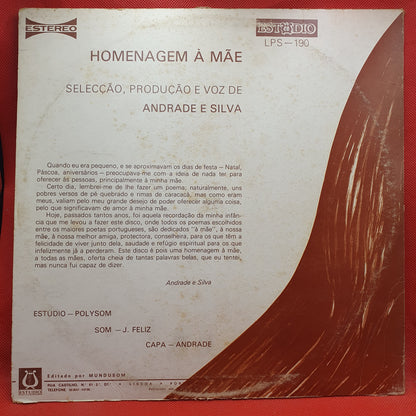 ESTEREO
ESTÚDIO
LPS — 190
HOMENAGEM À MÃE
SELECÇÃO, PRODUÇÃO E VOZ DE
ANDRADE E SILVA
Quando eu era pequeno, e se aproximavam os dias de festa — Natal,
Páscoa, aniversários — preocupava-me com a ideia de nada ter para
oferecer às pessoas, principalmente à minha mãe.
Certo dia, lembrei-me de lhe fazer um poema; naturalmente, uns
pobres versos de pé quebrado e rimas de caracacá, mas como eram
meus, valiam pelo meu grande desejo de poder oferecer alguma coisa,
pelo que significavam de amor à minha mãe.
Hoje, passados tantos anos, foi aquela recordação da minha infân-
cia que me levou a fazer este disco, onde todos os poemas escolhidos
entre os maiores poetas portugueses, são dedicados ''à mãe'', à nossa
mãe, à nossa melhor amiga, protectora, conselheira, para os que têm a
felicidade de viver junto dela, saudade e refúgio espiritual para os que
infelizmente já a perderam. Este disco é pois uma homenagem à mãe,
a todas as mães, oferta cheia de tantas palavras belas, que eu tentei,
mas nunca fui capaz de dizer.
Andrade e Silva
ESTÚDIO — POLYSOM
SOM — J. FELIZ
CAPA — ANDRADE
Editado por MUNDUSOM
RUA CASTILHO, N.º 61 2.º DT.º • LISBOA •
TELEFONE
ESTÚDIO